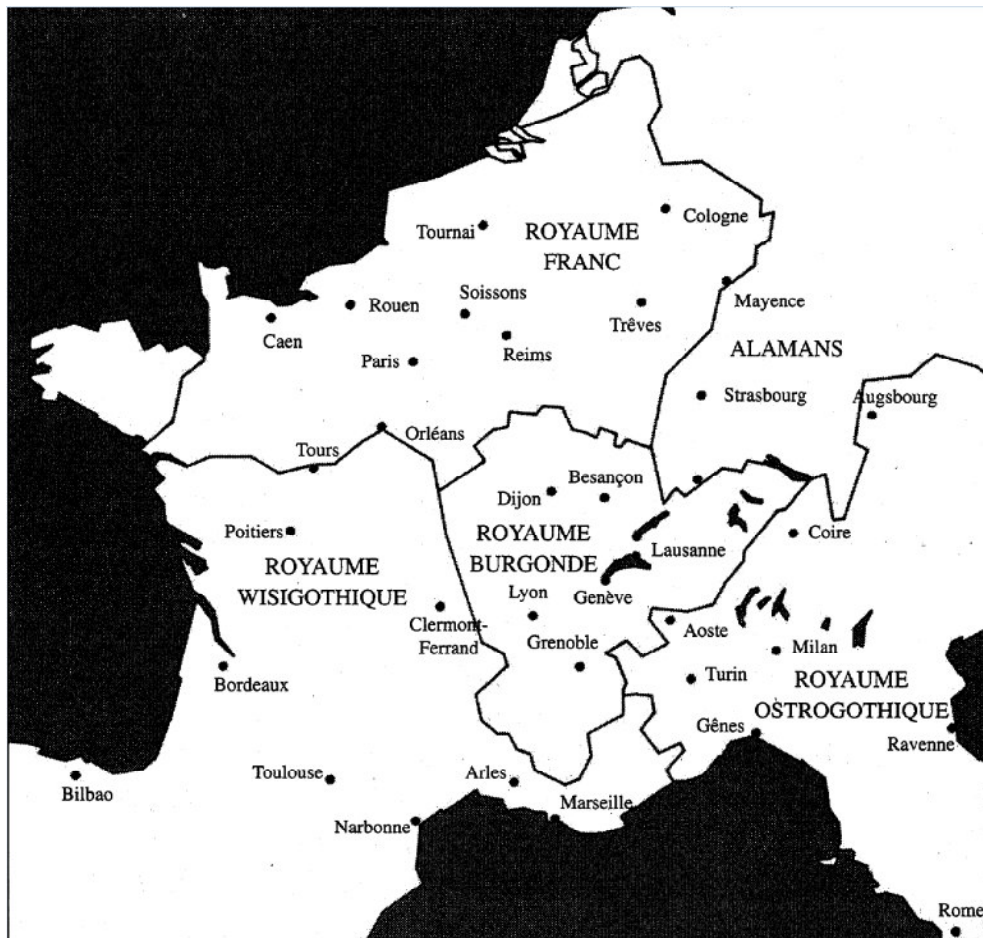 Tournai
ROYAUME
FRANC
Cologne
Rouen
Soissons
Caen
Trêves
Mayence
Paris
Reims
ALAMANS
Strasbourg
Augsbourg
Orléans
Tours
Dijon
Besançon
Poitiers
ROYAUME
BURGONDE
Lausanne
Coire
ROYAUME
WISIGOTHIQUE
Lyon
Genève
Clermont-
Ferrand
Grenoble
Aoste
Milan
Bordeaux
Turin
ROYAUME
OSTROGOTHIQUE
Gênes
Ravenne
Bilbao
Toulouse
Arles
Marseille
Narbonne
Rome